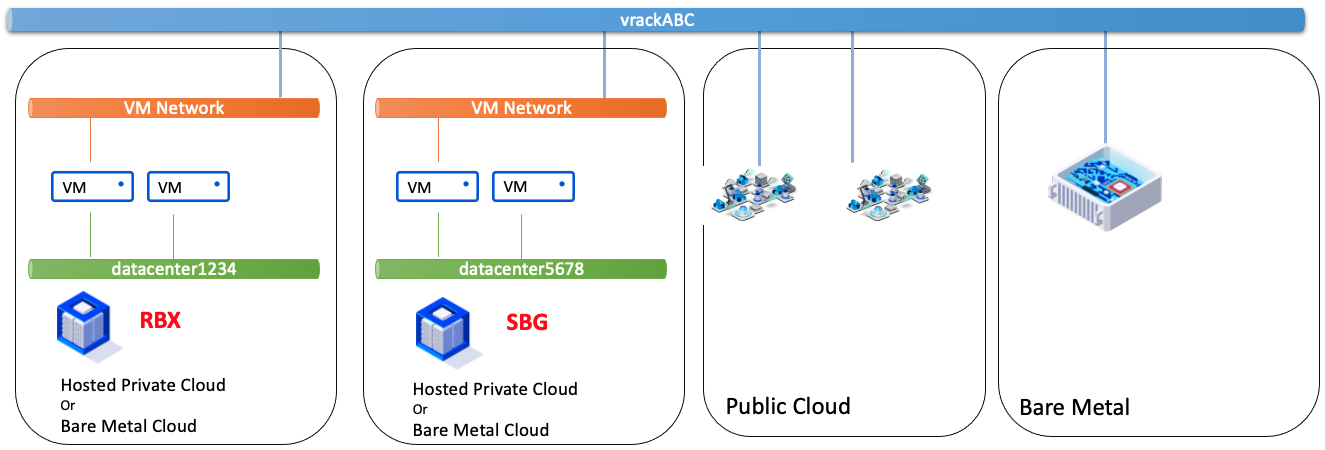 vrackABC
VM Network
VM
VM
datacenter1234
RBX
Hosted Private Cloud
Or
Bare Metal Cloud
VM Network
VM
VM
datacenter5678
SBG
Hosted Private Cloud
Or
Bare Metal Cloud
Public Cloud
Bare Metal